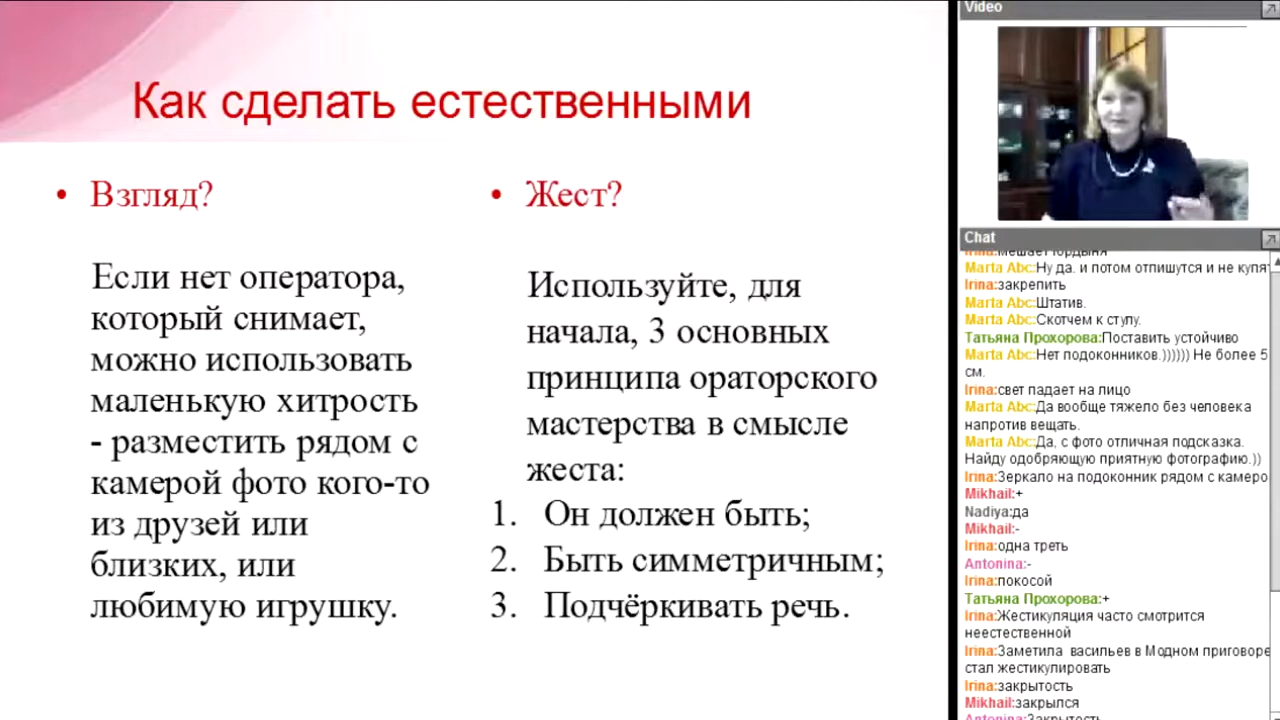 Как сделать естественными
• Взгляд?
Если нет оператора,
который снимает,
можно использовать
маленькую хитрость
- разместить рядом с
камерой фото кого-то
из друзей или
близких, или
любимую игрушку.
• Жест?
Используйте, для
начала, 3 основных
принципа ораторского
мастерства в смысле
жеста:
1. Он должен быть;
2. Быть симметричным;
3. Подчёркивать речь.
Video
Chat
Irina:мешает гордыня
Marta Abc:Ну да. и потом отпишутся и не купят
Irina:закрепить
Marta Abc:Штатив.
Marta Abc:Скотчем к стулу.
Татьяна Прохорова:Поставить устойчиво
Marta Abc:Нет подоконников.)))))) Не более 5
см.
Irina:свет падает на лицо
Marta Abc:Да вообще тяжело без человека
напротив вещать.
Marta Abc:Да, с фото отличная подсказка.
Найду одобряющую приятную фотографию.))
Irina:Зеркало на подоконник рядом с камеро
Mikhail:+
Nadiya:да
Mikhail:-
Irina:одна треть
Antonina:-
Irina:покосой
Татьяна Прохорова:+
Irina:Жестикуляция часто смотрится
неестественной
Irina:Заметила васильев в Модном приговоре
стал жестикулировать
Irina:закрытость
Mikhail:закрылся
Antonina:Закрытость